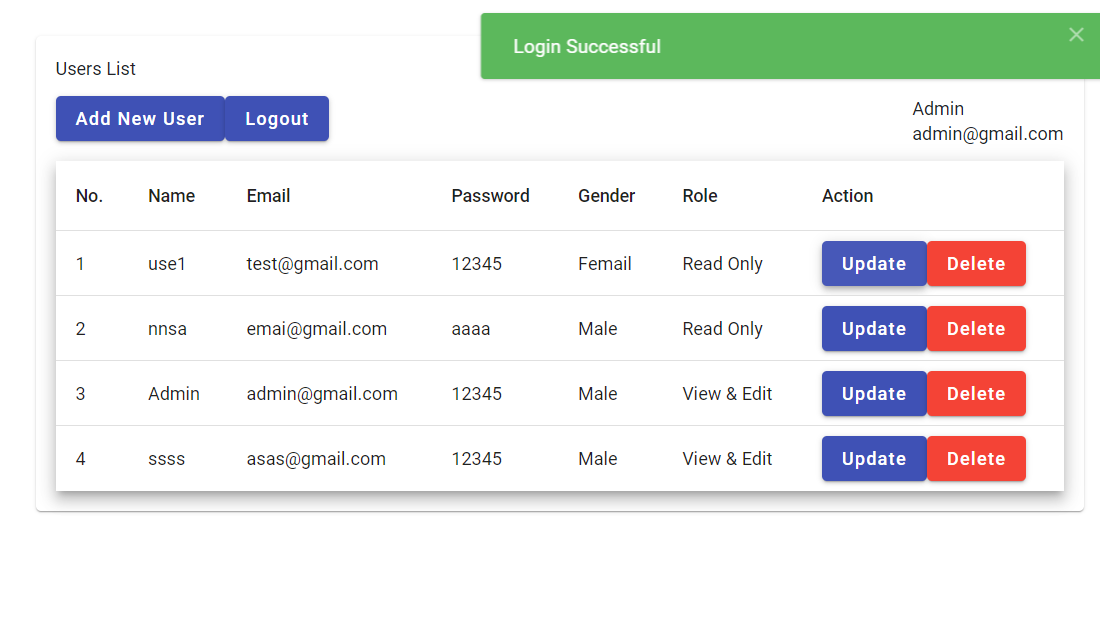 Login Successful ×
Users List
Add New User Logout
Admin
admin@gmail.com
No. Name Email Password Gender Role Action
1 use1 test@gmail.com 12345 Femail Read Only Update Delete
2 nnsa emai@gmail.com aaaa Male Read Only Update Delete
3 Admin admin@gmail.com 12345 Male View & Edit Update Delete
4 ssss asas@gmail.com 12345 Male View & Edit Update Delete